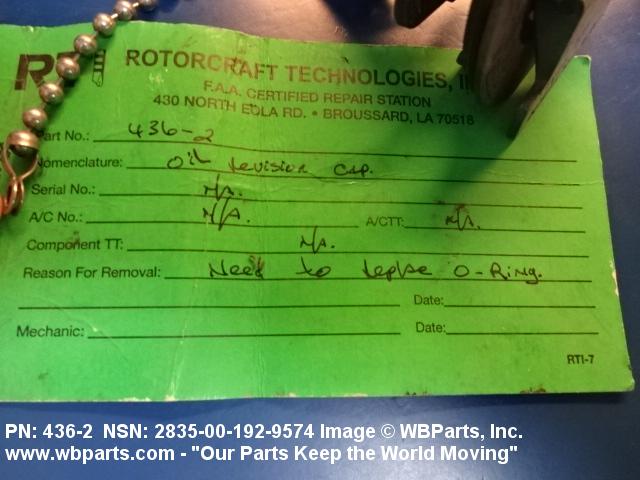 RTI ROTORCRAFT TECHNOLOGIES, I
F.A.A. CERTIFIED REPAIR STATION
430 NORTH EOLA RD. • BROUSSARD, LA 70518
Part No.: 436-2
Nomenclature: Oil Cap.
Serial No.: N/A.
A/C No.: N/A. A/CTT: N/A.
Component TT: N/A.
Reason For Removal: Need to O-Ring.
Date:
Mechanic: Date:
RTI-7
PN: 436-2 NSN: 2835-00-192-9574 Image © WBParts, Inc.
www.wbparts.com - "Our Parts Keep the World Moving"